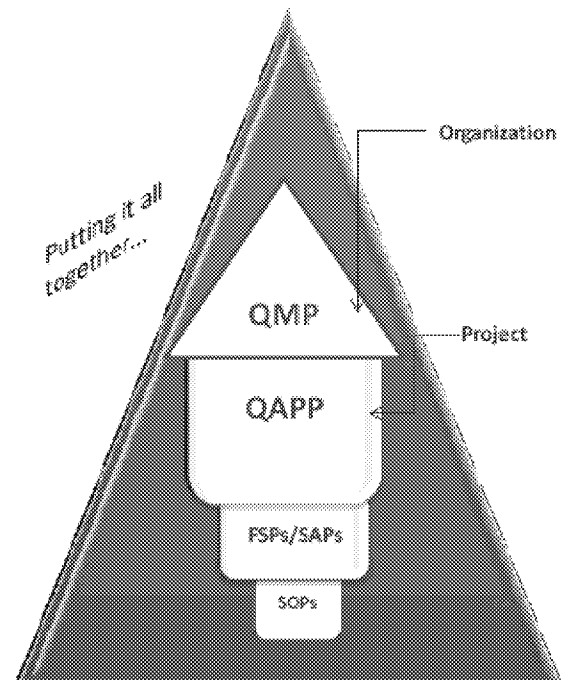 Organization
Putting it all
together...
QMP
Project
QAPP
FSPs/SAPs
SOPs